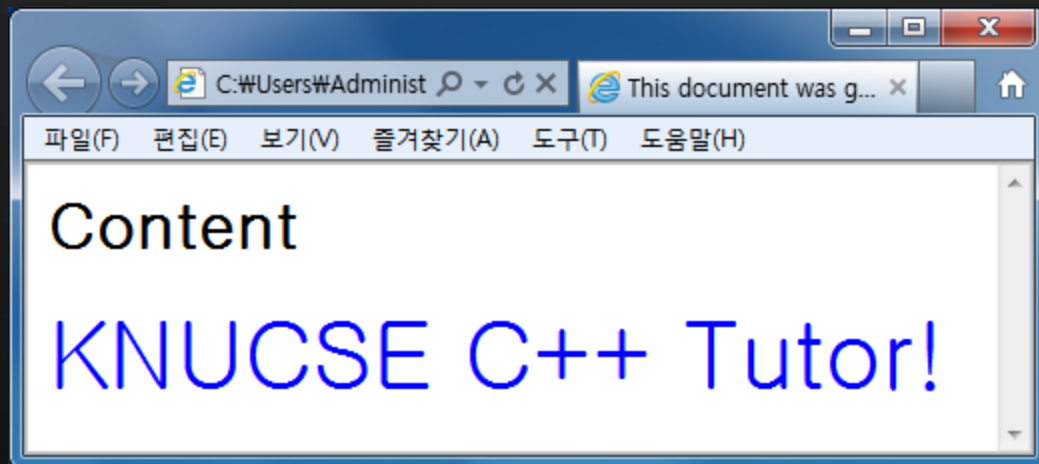 C:₩Users₩Administ
This document was g...
파일(F) 편집(E) 보기(V) 즐겨찾기(A) 도구(T) 도움말(H)
Content
KNUCSE C++ Tutor!